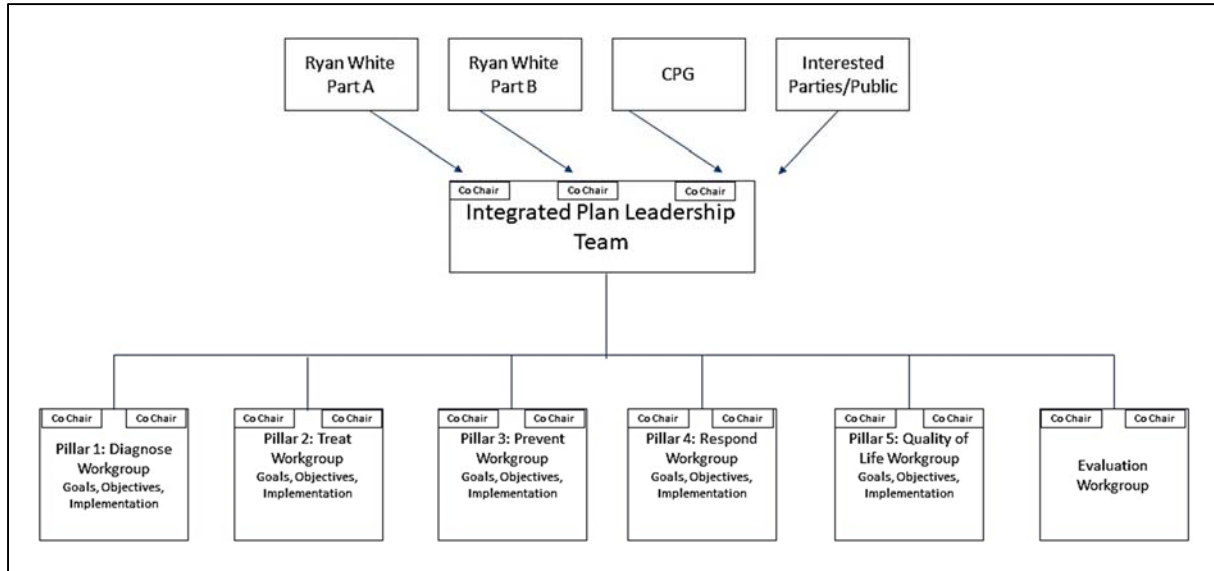 Ryan White
Part A
Ryan White
Part B
CPG
Interested
Parties/Public
Co Chair
Co Chair
Co Chair
Integrated Plan Leadership
Team
Co Chair
Co Chair
Pillar 1: Diagnose
Workgroup
Goals, Objectives,
Implementation
Co Chair
Co Chair
Pillar 2: Treat
Workgroup
Goals, Objectives,
Implementation
Co Chair
Co Chair
Pillar 3: Prevent
Workgroup
Goals, Objectives,
Implementation
Co Chair
Co Chair
Pillar 4: Respond
Workgroup
Goals, Objectives,
Implementation
Co Chair
Co Chair
Pillar 5: Quality of
Life Workgroup
Goals, Objectives,
Implementation
Co Chair
Co Chair
Evaluation
Workgroup